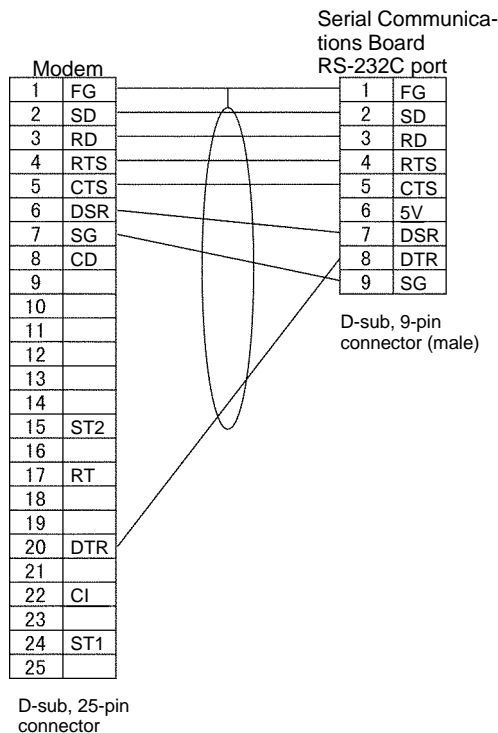 Serial Communica-
tions Board
RS-232C port
Modem
1 FG
2 SD
3 RD
4 RTS
5 CTS
6 DSR
7 SG
8 CD
9
10
11
12
13
14
15 ST2
16
17 RT
18
19
20 DTR
21
22 CI
23
24 ST1
25
D-sub, 25-pin
connector
1 FG
2 SD
3 RD
4 RTS
5 CTS
6 5V
7 DSR
8 DTR
9 SG
D-sub, 9-pin
connector (male)